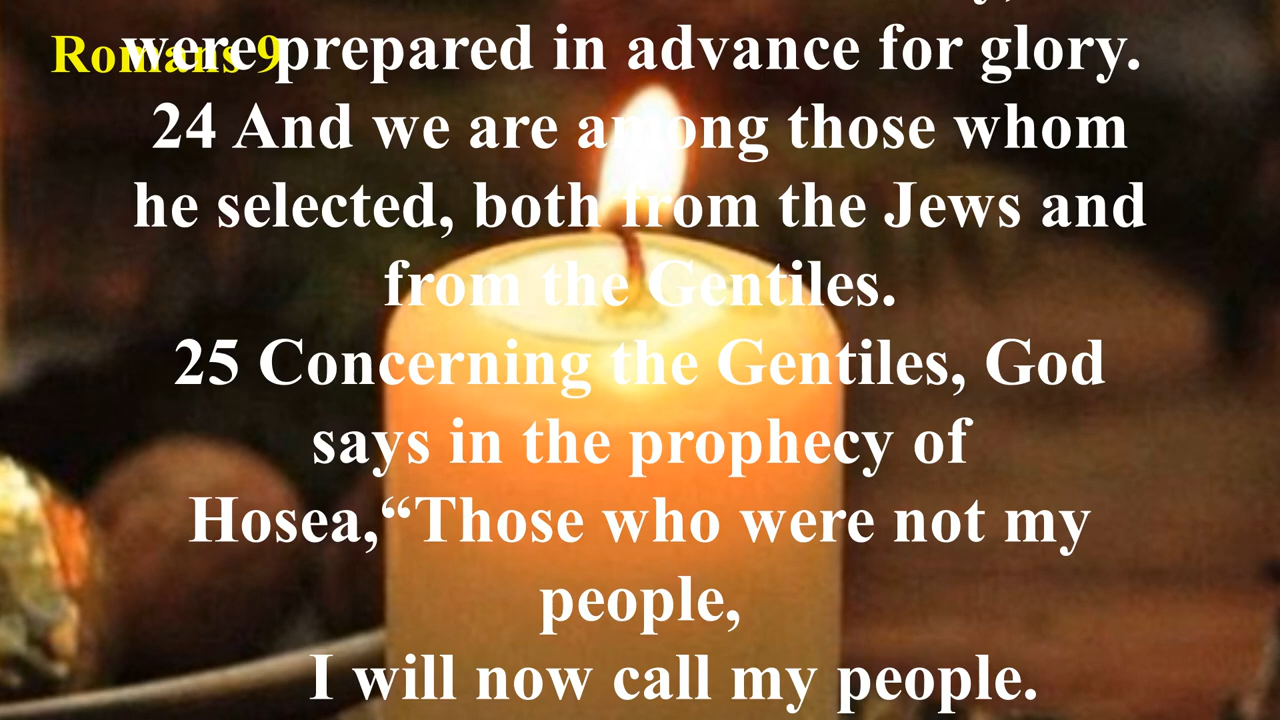 Romans 9
were prepared in advance for glory.
24 And we are among those whom
he selected, both from the Jews and
from the Gentiles.
25 Concerning the Gentiles, God
says in the prophecy of
Hosea,“Those who were not my
people,
I will now call my people.